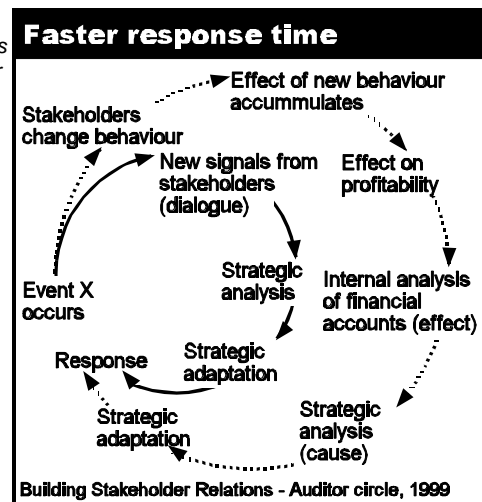 Faster response time
s
Effect of new behaviour
accummulates
Stakeholders
change behaviour
New signals from
stakeholders
(dialogue)
Effect on
profitability
Strategic
analysis
Internal analysis
of financial
accounts (effect)
Event X
occurs
Response
Strategic
adaptation
Strategic
adaptation
Strategic
analysis
(cause)
Building Stakeholder Relations - Auditor circle, 1999